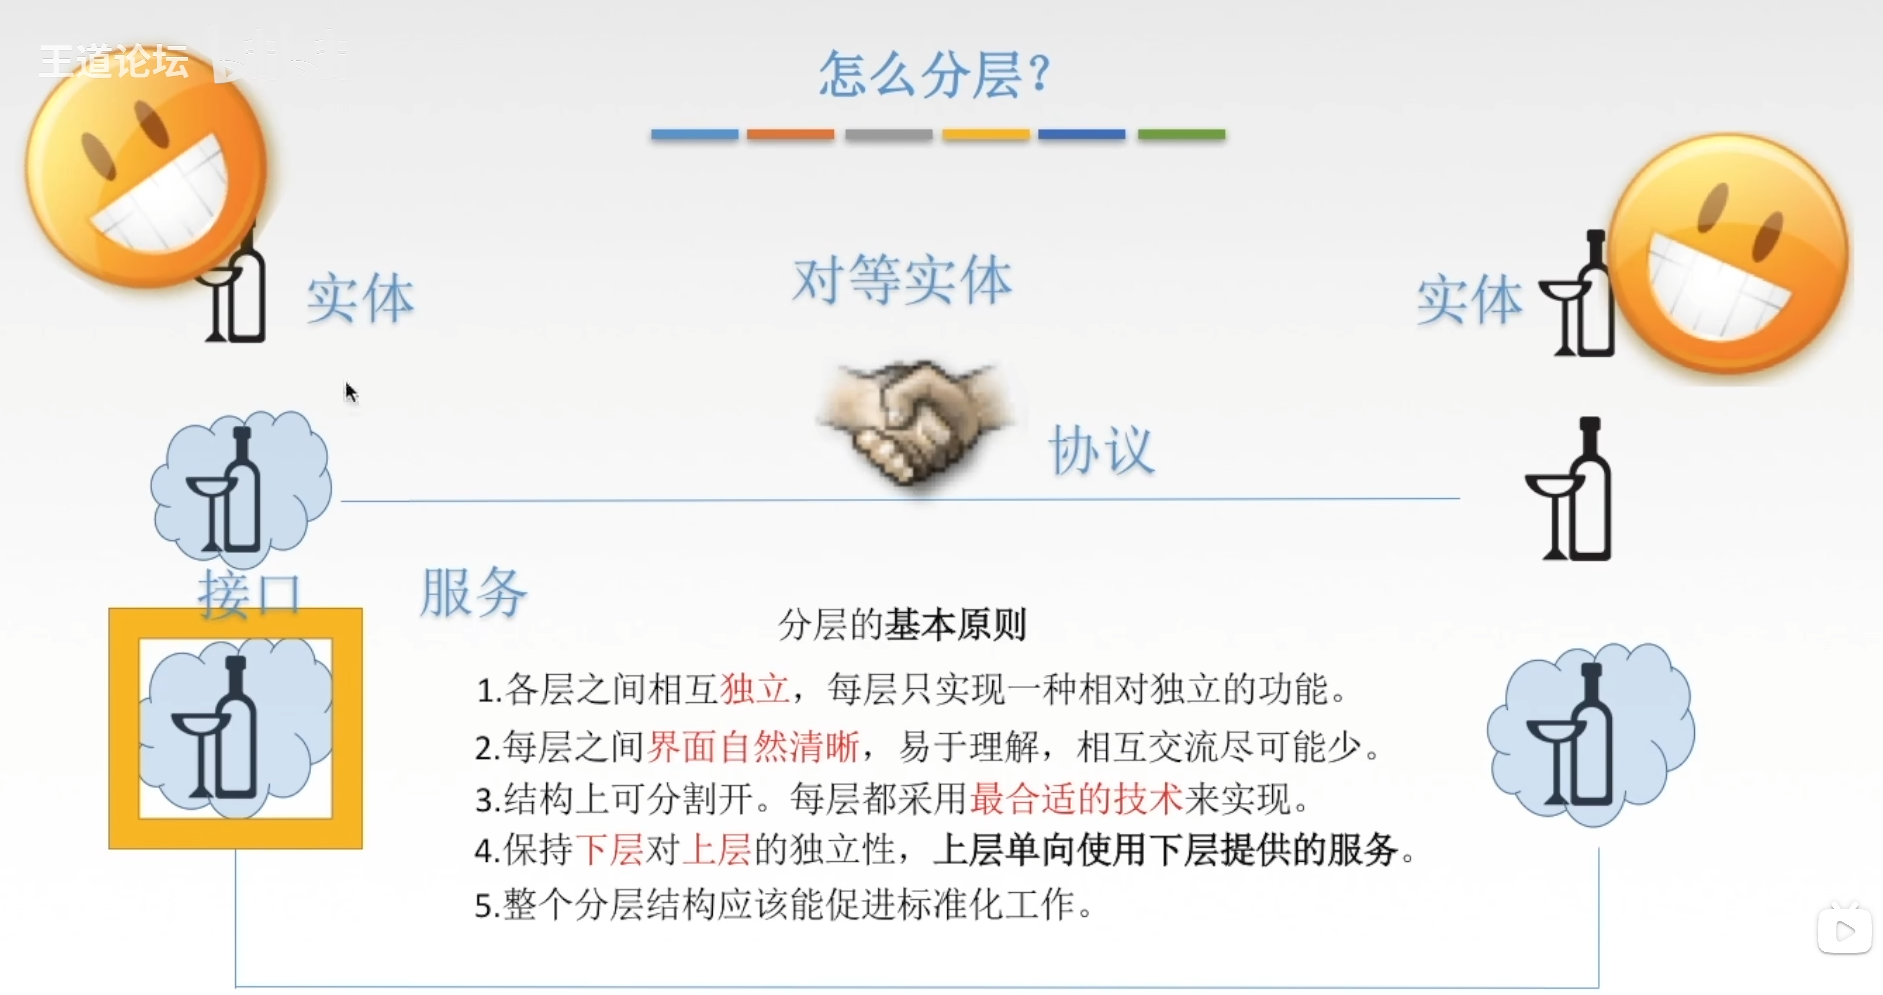 王道论坛
怎么分层？
实体
对等实体
实体
协议
接口
服务
分层的基本原则
1.各层之间相互独立，每层只实现一种相对独立的功能。
2.每层之间界面自然清晰，易于理解，相互交流尽可能少。
3.结构上可分割开。每层都采用最合适的技术来实现。
4.保持下层对上层的独立性，上层单向使用下层提供的服务。
5.整个分层结构应该能促进标准化工作。